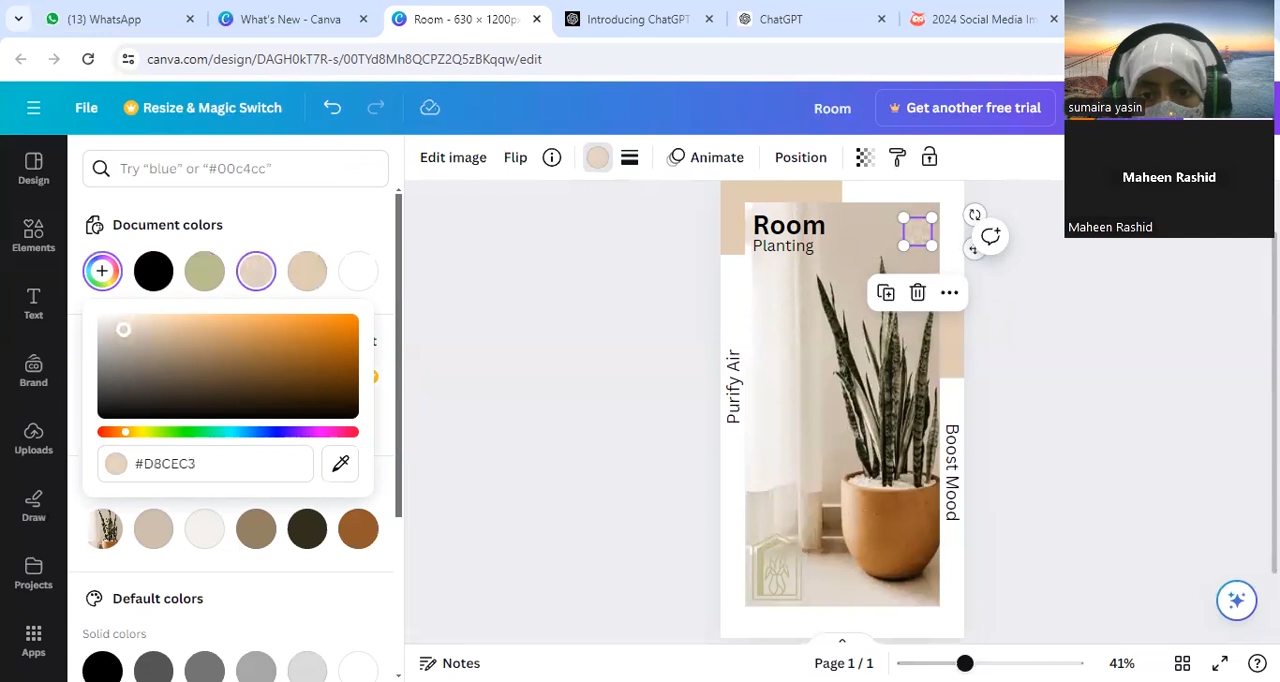 (13) WhatsApp
What's New - Canva
Room - 630 × 1200p
Introducing ChatGPT
ChatGPT
2024 Social Media Im
canva.com/design/DAGH0kT7R-s/00TYd8Mh8QCPZ2Q5zBKqqw/edit
File
Resize & Magic Switch
Room
Get another free trial
sumaira yasin
Maheen Rashid
Maheen Rashid
Design
Elements
Text
Brand
Uploads
Draw
Projects
Apps
Try “blue” or “#00c4cc”
Document colors
#D8CEC3
Default colors
Solid colors
Edit image
Flip
Animate
Position
Room
Planting
Purify Air
Boost Mood
Notes
Page 1 / 1
41%